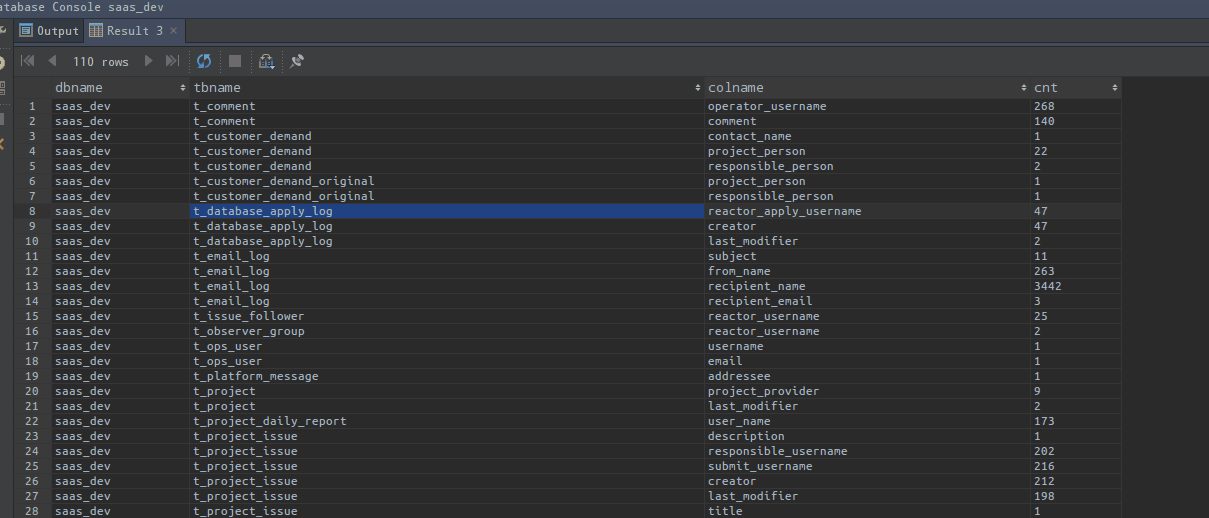 atabase Console saas_dev
Output Result 3
110 rows
dbname tbname colname cnt
1 saas_dev t_comment operator_username 268
2 saas_dev t_comment comment 140
3 saas_dev t_customer_demand contact_name 1
4 saas_dev t_customer_demand project_person 22
5 saas_dev t_customer_demand responsible_person 2
6 saas_dev t_customer_demand_original project_person 1
7 saas_dev t_customer_demand_original responsible_person 1
8 saas_dev t_database_apply_log reactor_apply_username 47
9 saas_dev t_database_apply_log creator 47
10 saas_dev t_database_apply_log last_modifier 2
11 saas_dev t_email_log subject 11
12 saas_dev t_email_log from_name 263
13 saas_dev t_email_log recipient_name 3442
14 saas_dev t_email_log recipient_email 3
15 saas_dev t_issue_follower reactor_username 25
16 saas_dev t_observer_group reactor_username 2
17 saas_dev t_ops_user username 1
18 saas_dev t_ops_user email 1
19 saas_dev t_platform_message addressee 1
20 saas_dev t_project project_provider 9
21 saas_dev t_project last_modifier 2
22 saas_dev t_project_daily_report user_name 173
23 saas_dev t_project_issue description 1
24 saas_dev t_project_issue responsible_username 202
25 saas_dev t_project_issue submit_username 216
26 saas_dev t_project_issue creator 212
27 saas_dev t_project_issue last_modifier 198
28 saas_dev t_project_issue title 1